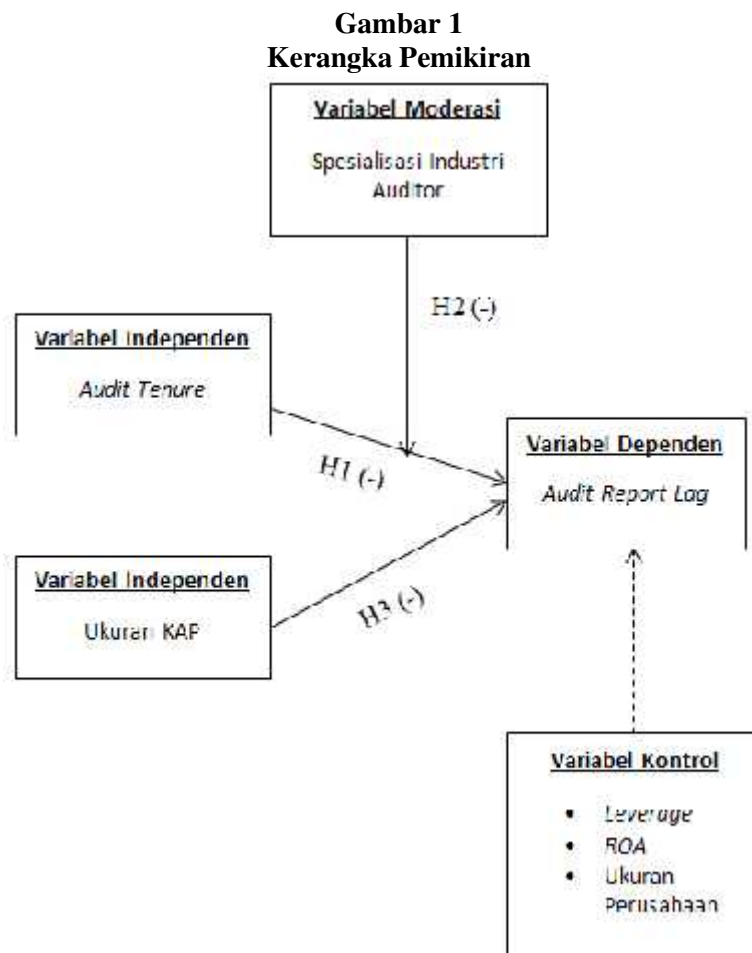 Gambar 1
Kerangka Pemikiran
Variabel Moderasi
Spesialisasi Industri
Auditor
H2 (-)
Variabel Independen
Audit Tenure
H1 (-)
Variabel Dependen
Audit Report Lag
Variabel Independen
Ukuran KAP
H3 (-)
Variabel Kontrol
• Leverage
• ROA
• Ukuran
Perusahaan